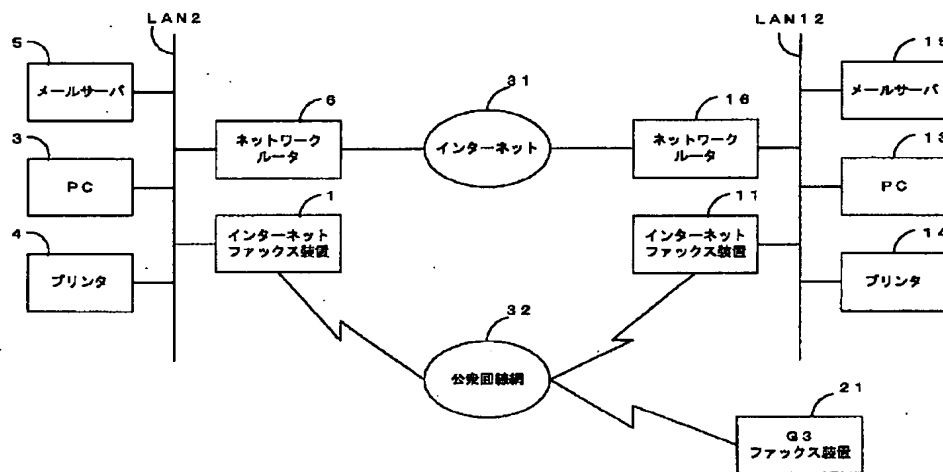 LAN2
LAN12
5
メールサーバ
15
メールサーバ
6
ネットワーク
ルータ
31
インターネット
16
ネットワーク
ルータ
3
PC
13
PC
1
インターネット
ファックス装置
11
インターネット
ファックス装置
4
プリンタ
14
プリンタ
32
公衆回線網
21
G3
ファックス装置